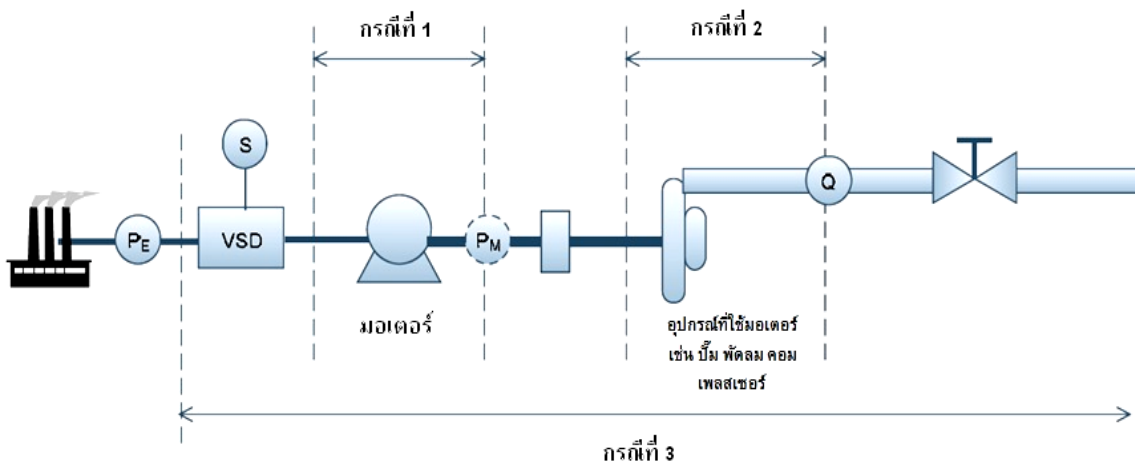 กรณีที่ 1
กรณีที่ 2
S
PE
VSD
PM
Q
มอเตอร์
อุปกรณ์ที่ใช้มอเตอร์
เช่น ปั๊ม พัดลม คอม
เพลสเซอร์
กรณีที่ 3